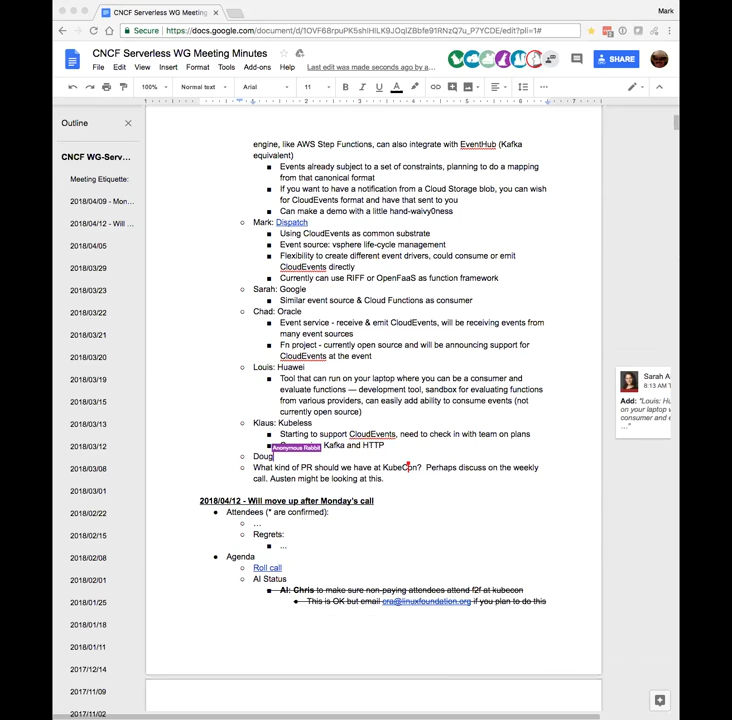 Mark
CNCF Serverless WG Meeting
Secure
https://docs.google.com/document/d/
CNCF Serverless WG Meeting Minutes
File Edit View Insert Format Tools Add-ons Help Last edit was made seconds ago by a...
SHARE
100% Normal text Arial 11
Outline
CNCF WG-Serv...
Meeting Etiquette:
2018/04/09 - Mon...
2018/04/12 - Will ...
2018/04/05
2018/03/29
2018/03/23
2018/03/22
2018/03/21
2018/03/20
2018/03/19
2018/03/15
2018/03/13
2018/03/12
2018/03/08
2018/03/01
2018/02/22
2018/02/15
2018/02/08
2018/02/01
2018/01/25
2018/01/18
2018/01/11
2017/12/14
2017/11/09
2017/11/02
engine, like AWS Step Functions, can also integrate with EventHub (Kafka
equivalent)
Events already subject to a set of constraints, planning to do a mapping
from that canonical format
If you want to have a notification from a Cloud Storage blob, you can wish
for CloudEvents format and have that sent to you
Can make a demo with a little hand-waivy0ness
Mark: Dispatch
Using CloudEvents as common substrate
Event source: vsphere life-cycle management
Flexibility to create different event drivers, could consume or emit
CloudEvents directly
Currently can use RIFF or OpenFaaS as function framework
Sarah: Google
Similar event source & Cloud Functions as consumer
Chad: Oracle
Event service - receive & emit CloudEvents, will be receiving events from
many event sources
Fn project - currently open source and will be announcing support for
CloudEvents at the event
Louis: Huawei
Tool that can run on your laptop where you can be a consumer and
evaluate functions — development tool, sandbox for evaluating functions
from various providers, can easily add ability to consume events (not
currently open source)
Klaus: Kubeless
Starting to support CloudEvents, need to check in with team on plans
Kafka and HTTP
Anonymous Rabbit
Doug
What kind of PR should we have at KubeCon? Perhaps discuss on the weekly
call. Austen might be looking at this.
2018/04/12 - Will move up after Monday's call
Attendees (* are confirmed):
…
Regrets:
...
Agenda
Roll call
AI Status
AI: Chris to make sure non-paying attendees attend f2f at kubecon
This is OK but email cra@linuxfoundation.org if you plan to do this
Sarah A
8:13 AM T
Add: "Louis: Hu
on your laptop w
consumer and e
..."